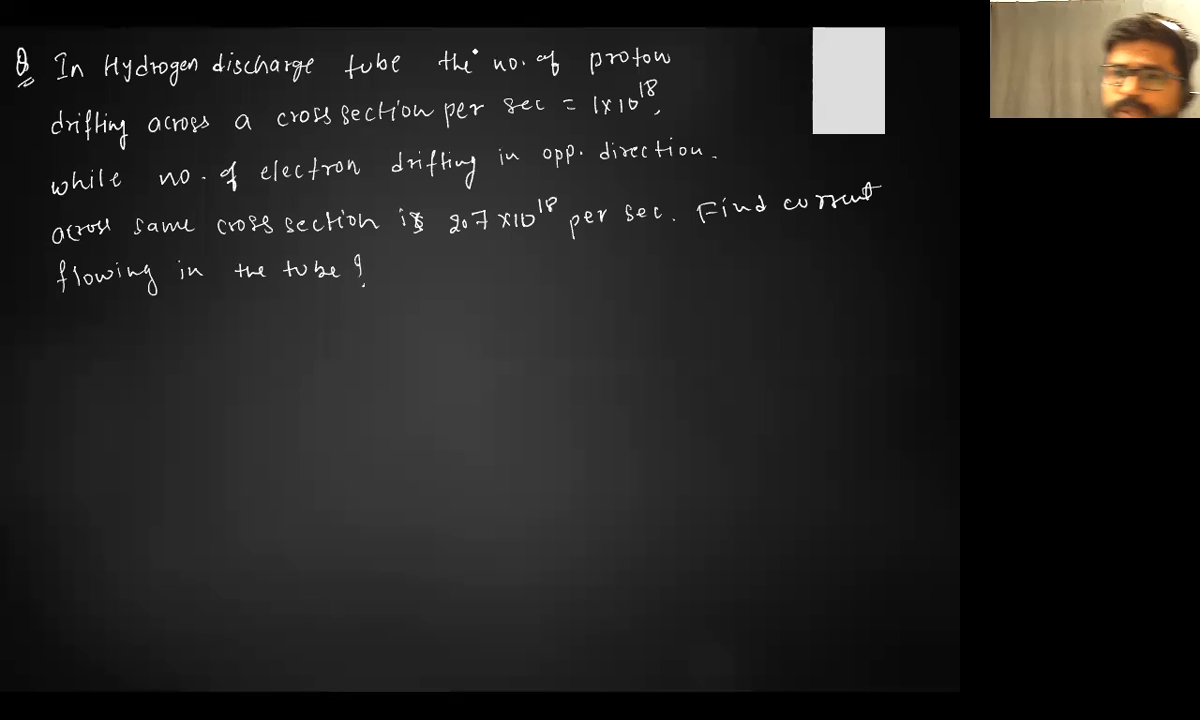 Q In Hydrogen discharge tube the no. of proton
drifting across a cross section per sec = 1×10^18,
while no. of electron drifting in opp. direction.
across same cross section is 2.7 ×10^18 per sec. Find current
flowing in the tube ?